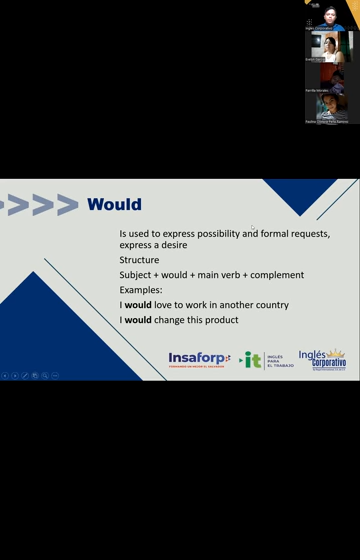 Would
Is used to express possibility and formal requests,
express a desire
Structure
Subject + would + main verb + complement
Examples:
I would love to work in another country
I would change this product
Insaforp
it
INGLÉS
PARA
EL TRABAJO
Inglés
Corporativo